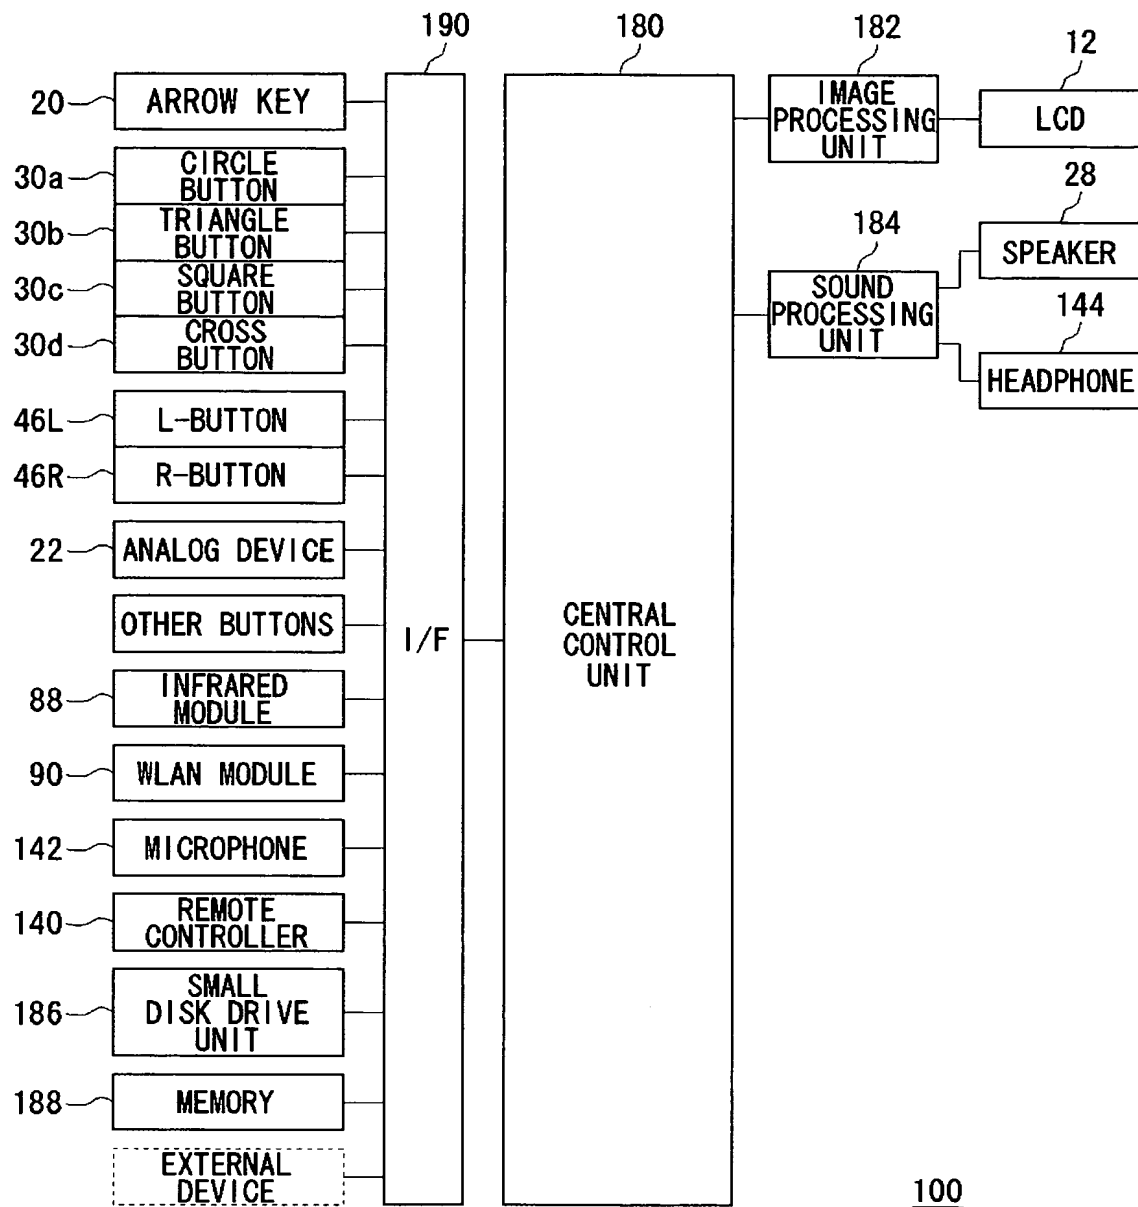 190
180
182
12
20
ARROW KEY
IMAGE
PROCESSING
UNIT
LCD
30a
CIRCLE
BUTTON
30b
TRIANGLE
BUTTON
30c
SQUARE
BUTTON
30d
CROSS
BUTTON
28
184
SPEAKER
SOUND
PROCESSING
UNIT
144
HEADPHONE
46L
L-BUTTON
46R
R-BUTTON
22
ANALOG DEVICE
OTHER BUTTONS
I/F
CENTRAL
CONTROL
UNIT
88
INFRARED
MODULE
90
WLAN MODULE
142
MICROPHONE
140
REMOTE
CONTROLLER
186
SMALL
DISK DRIVE
UNIT
188
MEMORY
EXTERNAL
DEVICE
100